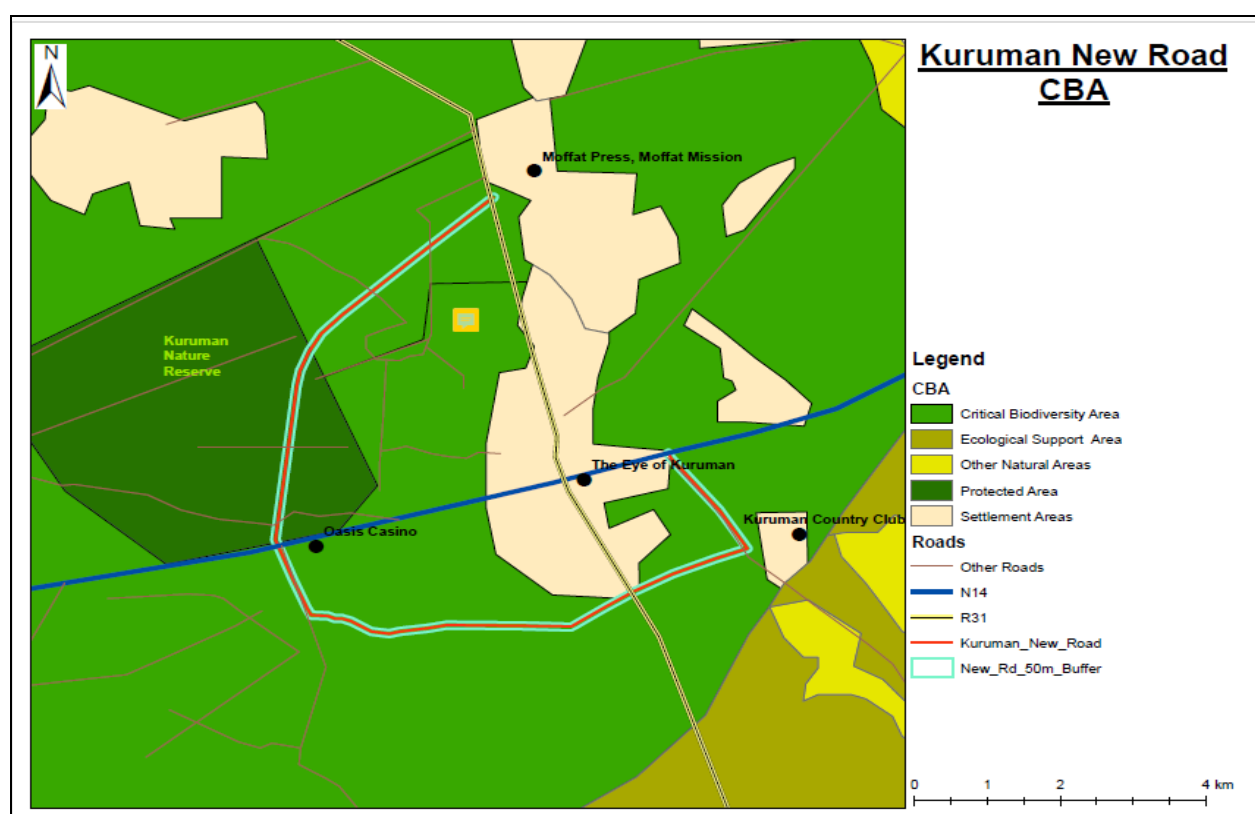 N
Kuruman New Road
CBA
Moffat Press, Moffat Mission
Kuruman
Nature
Reserve
The Eye of Kuruman
Kuruman Country Club
Oasis Casino
Legend
CBA
Critical Biodiversity Area
Ecological Support Area
Other Natural Areas
Protected Area
Settlement Areas
Roads
Other Roads
N14
R31
Kuruman_New_Road
New_Rd_50m_Buffer
0 1 2 4 km